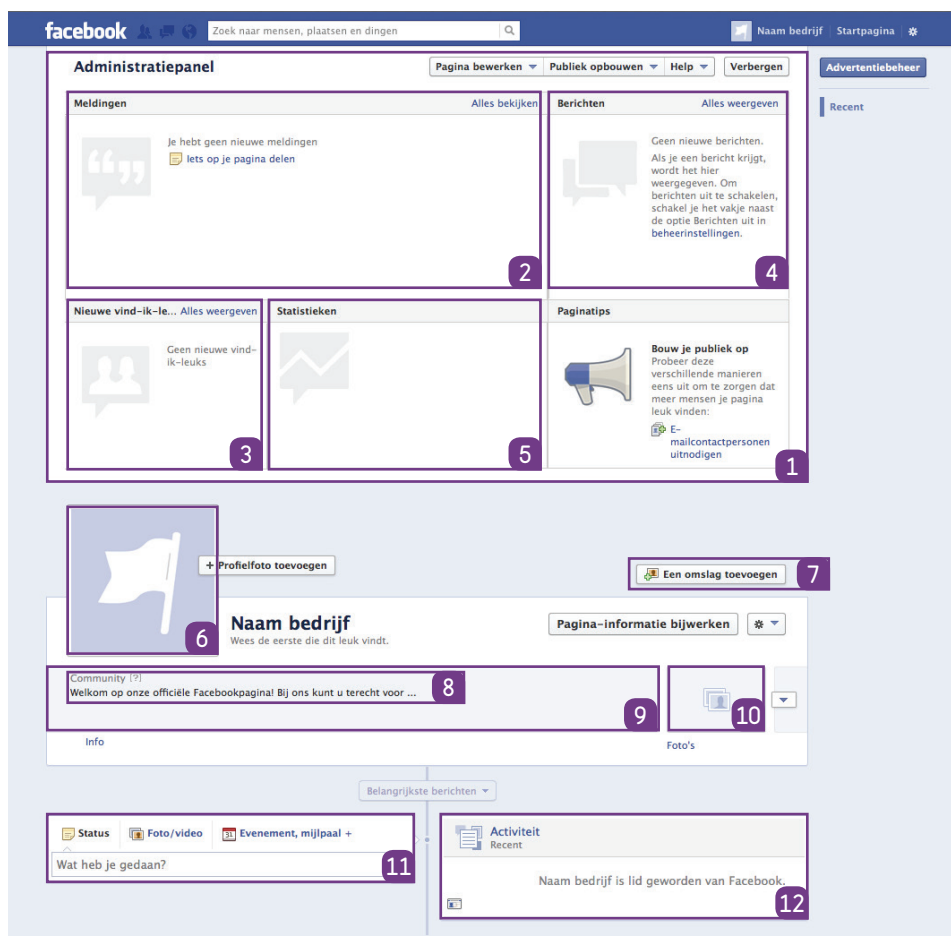 facebook
Zoek naar mensen, plaatsen en dingen
Naam bedrijf
Startpagina
Administratiepanel
Pagina bewerken
Publiek opbouwen
Help
Verbergen
Advertentiebeheer
Recent
Meldingen
Alles bekijken
Je hebt geen nieuwe meldingen
Iets op je pagina delen
2
Berichten
Alles weergeven
Geen nieuwe berichten.
Als je een bericht krijgt,
wordt het hier
weergegeven. Om
berichten uit te schakelen,
schakel je het vakje naast
de optie Berichten uit in
beheerinstellingen.
4
Nieuwe vind-ik-le... Alles weergeven
Geen nieuwe vind-
ik-leuks
3
Statistieken
5
Paginatips
Bouw je publiek op
Probeer deze
verschillende manieren
eens uit om te zorgen dat
meer mensen je pagina
leuk vinden:
E-
mailcontactpersonen
uitnodigen
1
+ Profielfoto toevoegen
6
Een omslag toevoegen
7
Naam bedrijf
Wees de eerste die dit leuk vindt.
Pagina-informatie bijwerken
Community [?]
Welkom op onze officiële Facebookpagina! Bij ons kunt u terecht voor ...
8
9
10
Info
Foto's
Belangrijkste berichten
Status
Foto/video
31
Evenement, mijlpaal +
Wat heb je gedaan?
11
Activiteit
Recent
Naam bedrijf is lid geworden van Facebook.
12